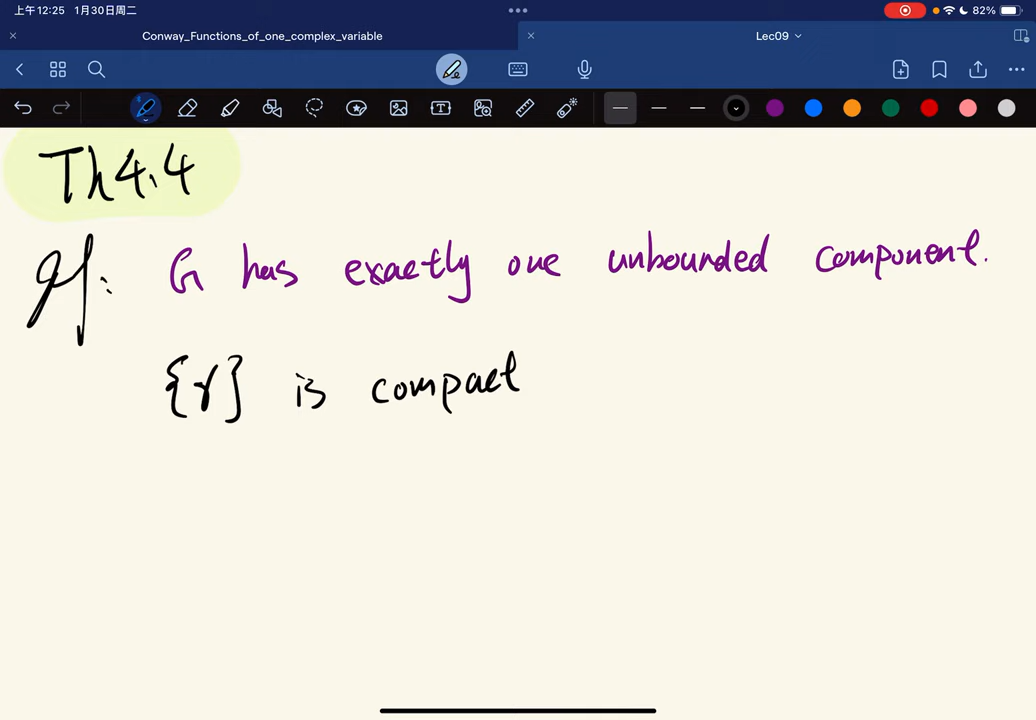 上午12:25 1月30日周二
82%
Conway_Functions_of_one_complex_variable
Lec09
Th4.4
pf: G has exactly one unbounded component.
{γ} is compact